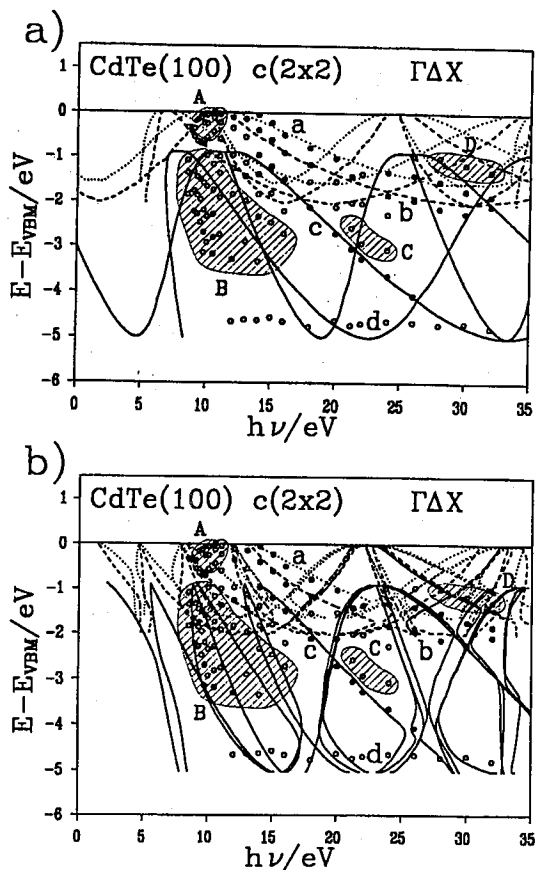 a)
CdTe(100) c(2x2) ΓΔX
A
a
D
b
c
C
B
d
1
0
-1
-2
-3
-4
-5
-6
E-E_VBM/eV
0 5 10 15 20 25 30 35
hν/eV
b)
CdTe(100) c(2x2) ΓΔX
A
a
D
c
C
b
B
d
1
0
-1
-2
-3
-4
-5
-6
E-E_VBM/eV
0 5 10 15 20 25 30 35
hν/eV